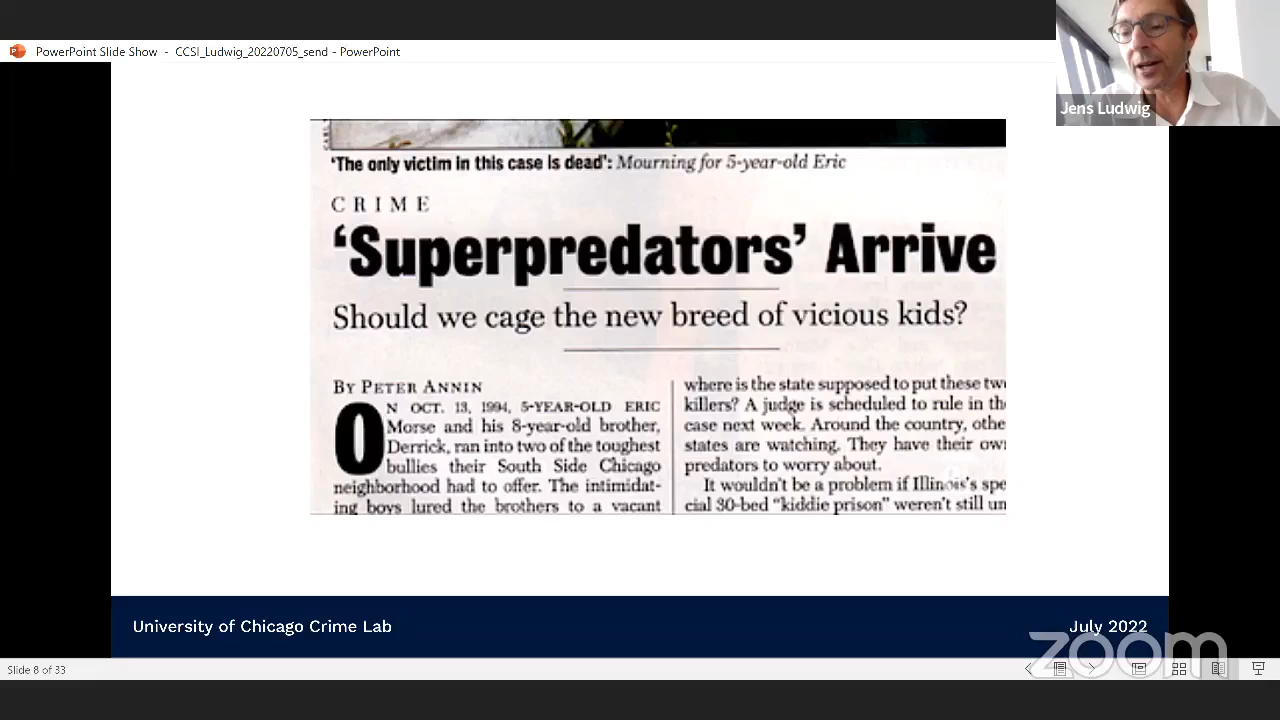 PowerPoint Slide Show - CCSI_Ludwig_20220705_send - PowerPoint
Jens Ludwig
'The only victim in this case is dead': Mourning for 5-year-old Eric
CRIME
'Superpredators' Arrive
Should we cage the new breed of vicious kids?
BY PETER ANNIN
ON OCT. 13, 1994, 5-YEAR-OLD ERIC
Morse and his 8-year-old brother,
Derrick, ran into two of the toughest
bullies their South Side Chicago
neighborhood had to offer. The intimidat-
ing boys lured the brothers to a vacant
where is the state supposed to put these tw
killers? A judge is scheduled to rule in th
case next week. Around the country, othe
states are watching. They have their ow
predators to worry about.
It wouldn't be a problem if Illinois's spe
cial 30-bed "kiddie prison" weren't still un
University of Chicago Crime Lab
July 2022
zoom
Slide 8 of 33